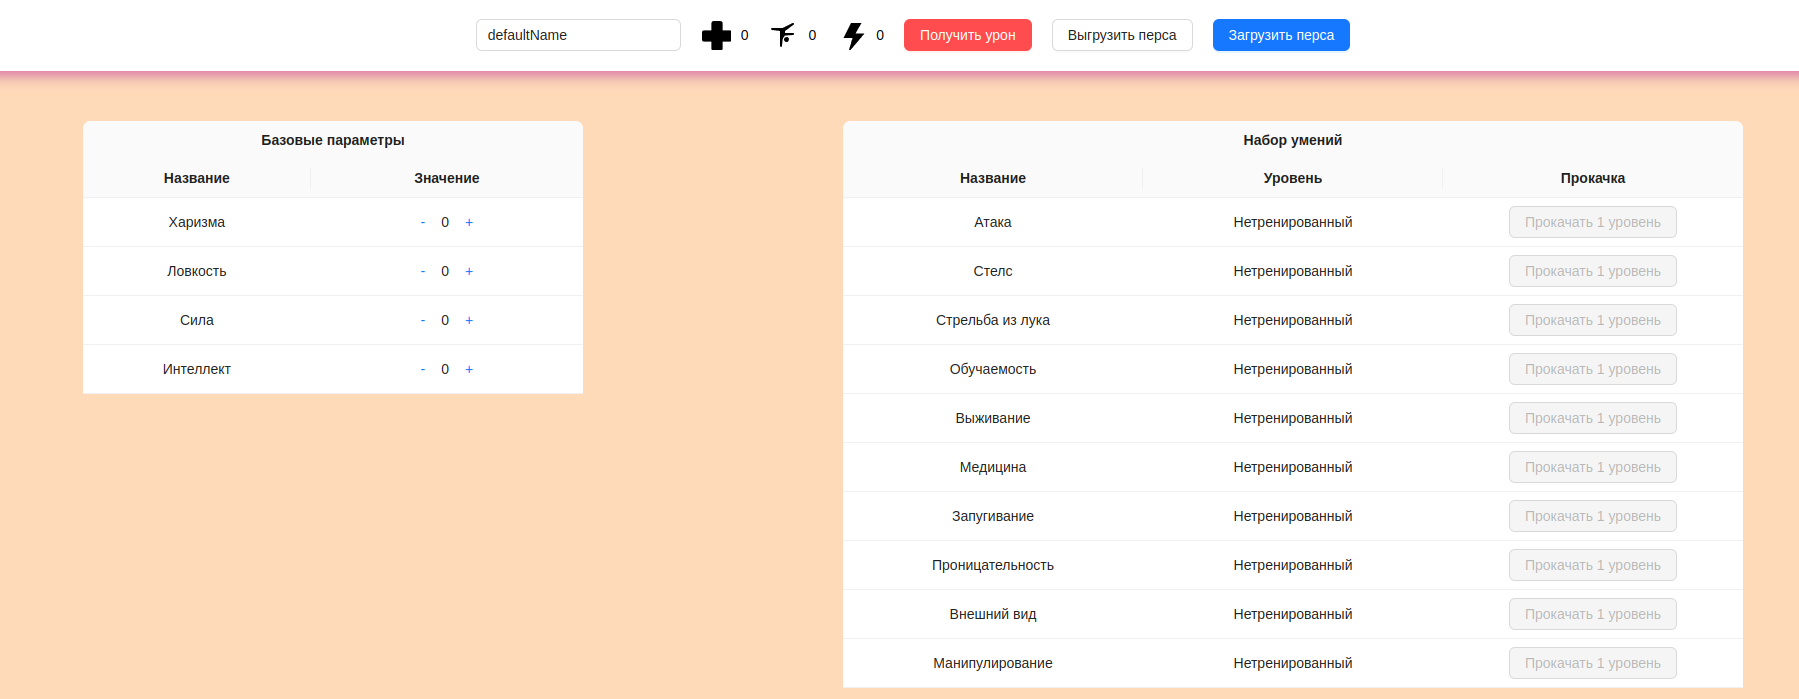 defaultName 0 0 0 Получить урон Выгрузить перса Загрузить перса
Базовые параметры
Название Значение
Харизма - 0 +
Ловкость - 0 +
Сила - 0 +
Интеллект - 0 +
Набор умений
Название Уровень Прокачка
Атака Нетренированный Прокачать 1 уровень
Стелс Нетренированный Прокачать 1 уровень
Стрельба из лука Нетренированный Прокачать 1 уровень
Обучаемость Нетренированный Прокачать 1 уровень
Выживание Нетренированный Прокачать 1 уровень
Медицина Нетренированный Прокачать 1 уровень
Запугивание Нетренированный Прокачать 1 уровень
Проницательность Нетренированный Прокачать 1 уровень
Внешний вид Нетренированный Прокачать 1 уровень
Манипулирование Нетренированный Прокачать 1 уровень